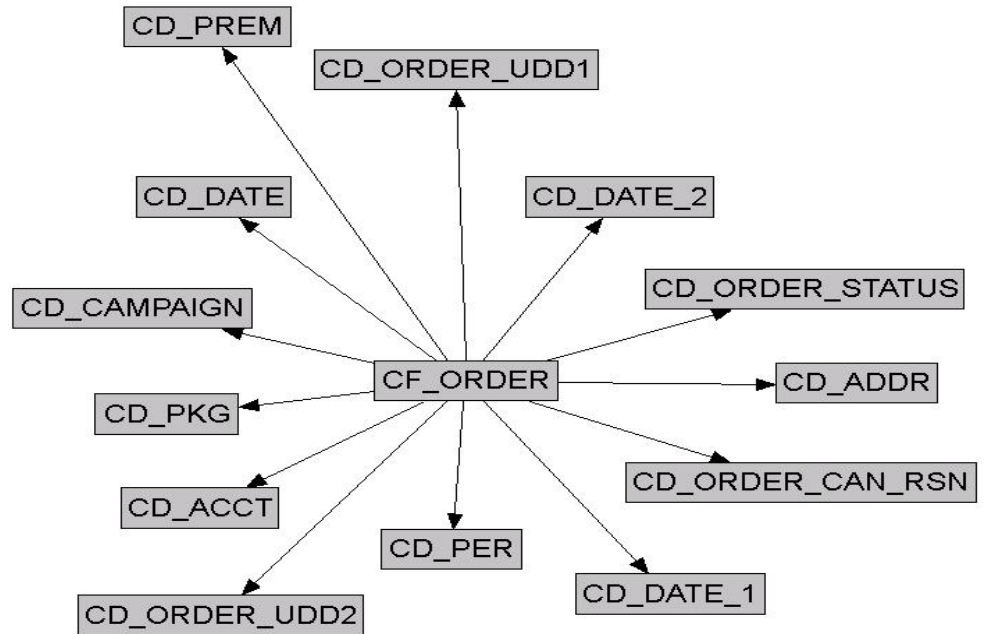 CD_PREM
CD_ORDER_UDD1
CD_DATE
CD_DATE_2
CD_ORDER_STATUS
CD_CAMPAIGN
CF_ORDER
CD_ADDR
CD_PKG
CD_ORDER_CAN_RSN
CD_ACCT
CD_PER
CD_DATE_1
CD_ORDER_UDD2